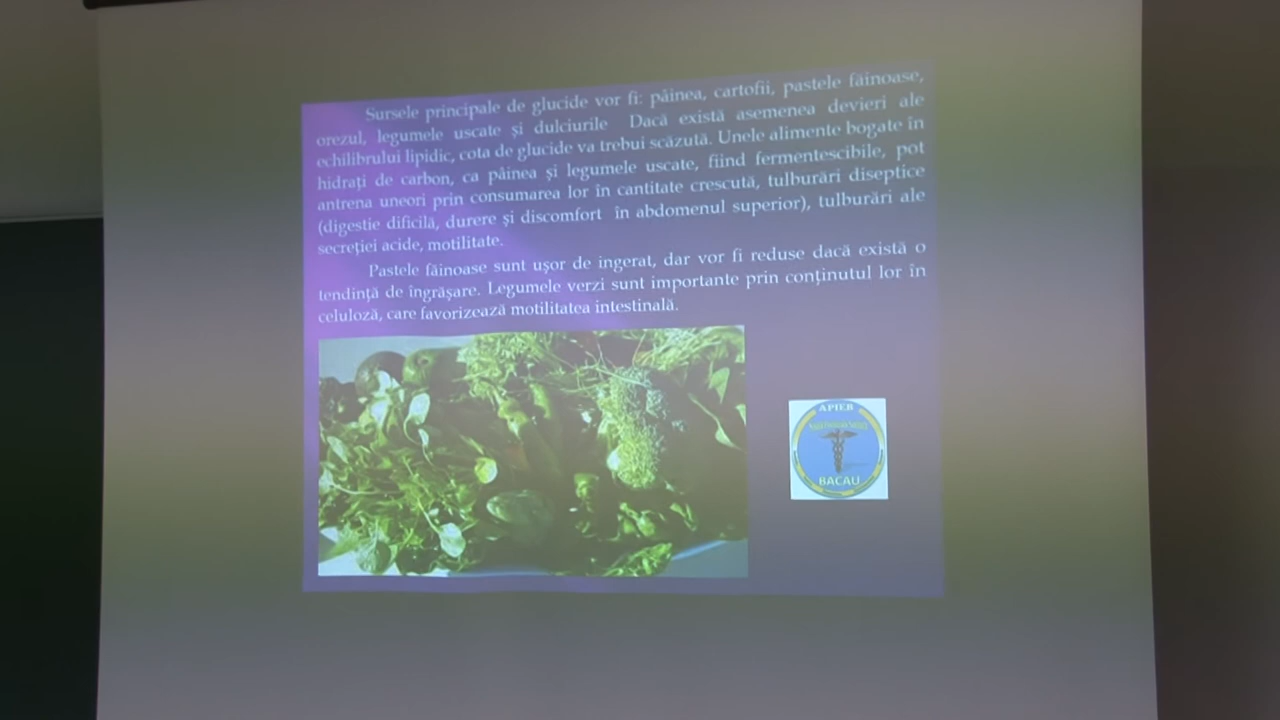 Sursele principale de glucide vor fi: pâinea, cartofii, pastele făinoase,
orezul, legumele uscate și dulciurile Dacă există asemenea devieri ale
echilibrului lipidic, cota de glucide va trebui scăzută. Unele alimente bogate în
hidrați de carbon, ca pâinea și legumele uscate, fiind fermentescibile, pot
antrena uneori prin consumarea lor în cantitate crescută, tulburări diseptice
(digestie dificilă, durere și discomfort în abdomenul superior), tulburări ale
secreției acide, motilitate.
Pastele făinoase sunt ușor de ingerat, dar vor fi reduse dacă există o
tendință de îngrășare. Legumele verzi sunt importante prin conținutul lor în
celuloză, care favorizează motilitatea intestinală.
APIEB
BACAU